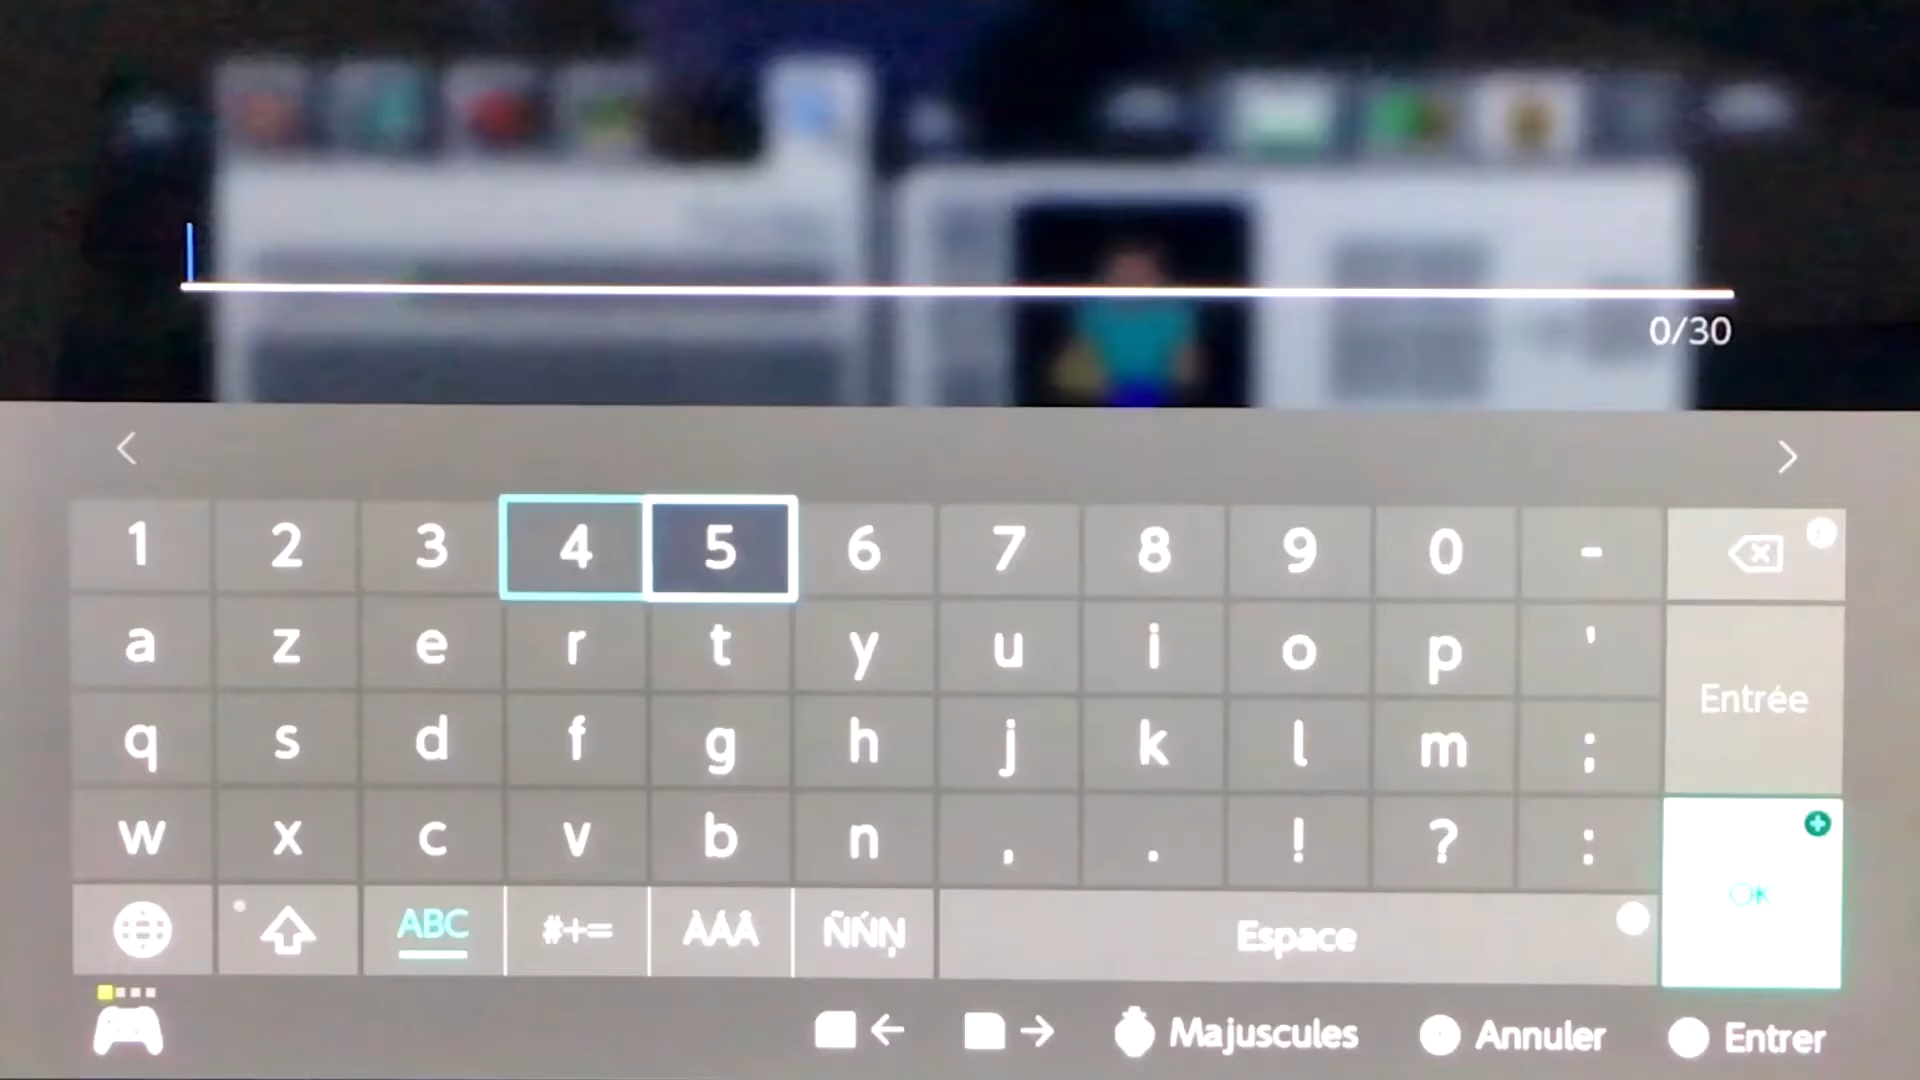 0/30
1 2 3 4 5 6 7 8 9 0 -
a z e r t y u i o p '
Entrée
q s d f g h j k l m ;
w x c v b n , . ! ? :
OK
ABC #+= ÀÁÂ ÑŃŅ Espace
← → Majuscules Annuler Entrer